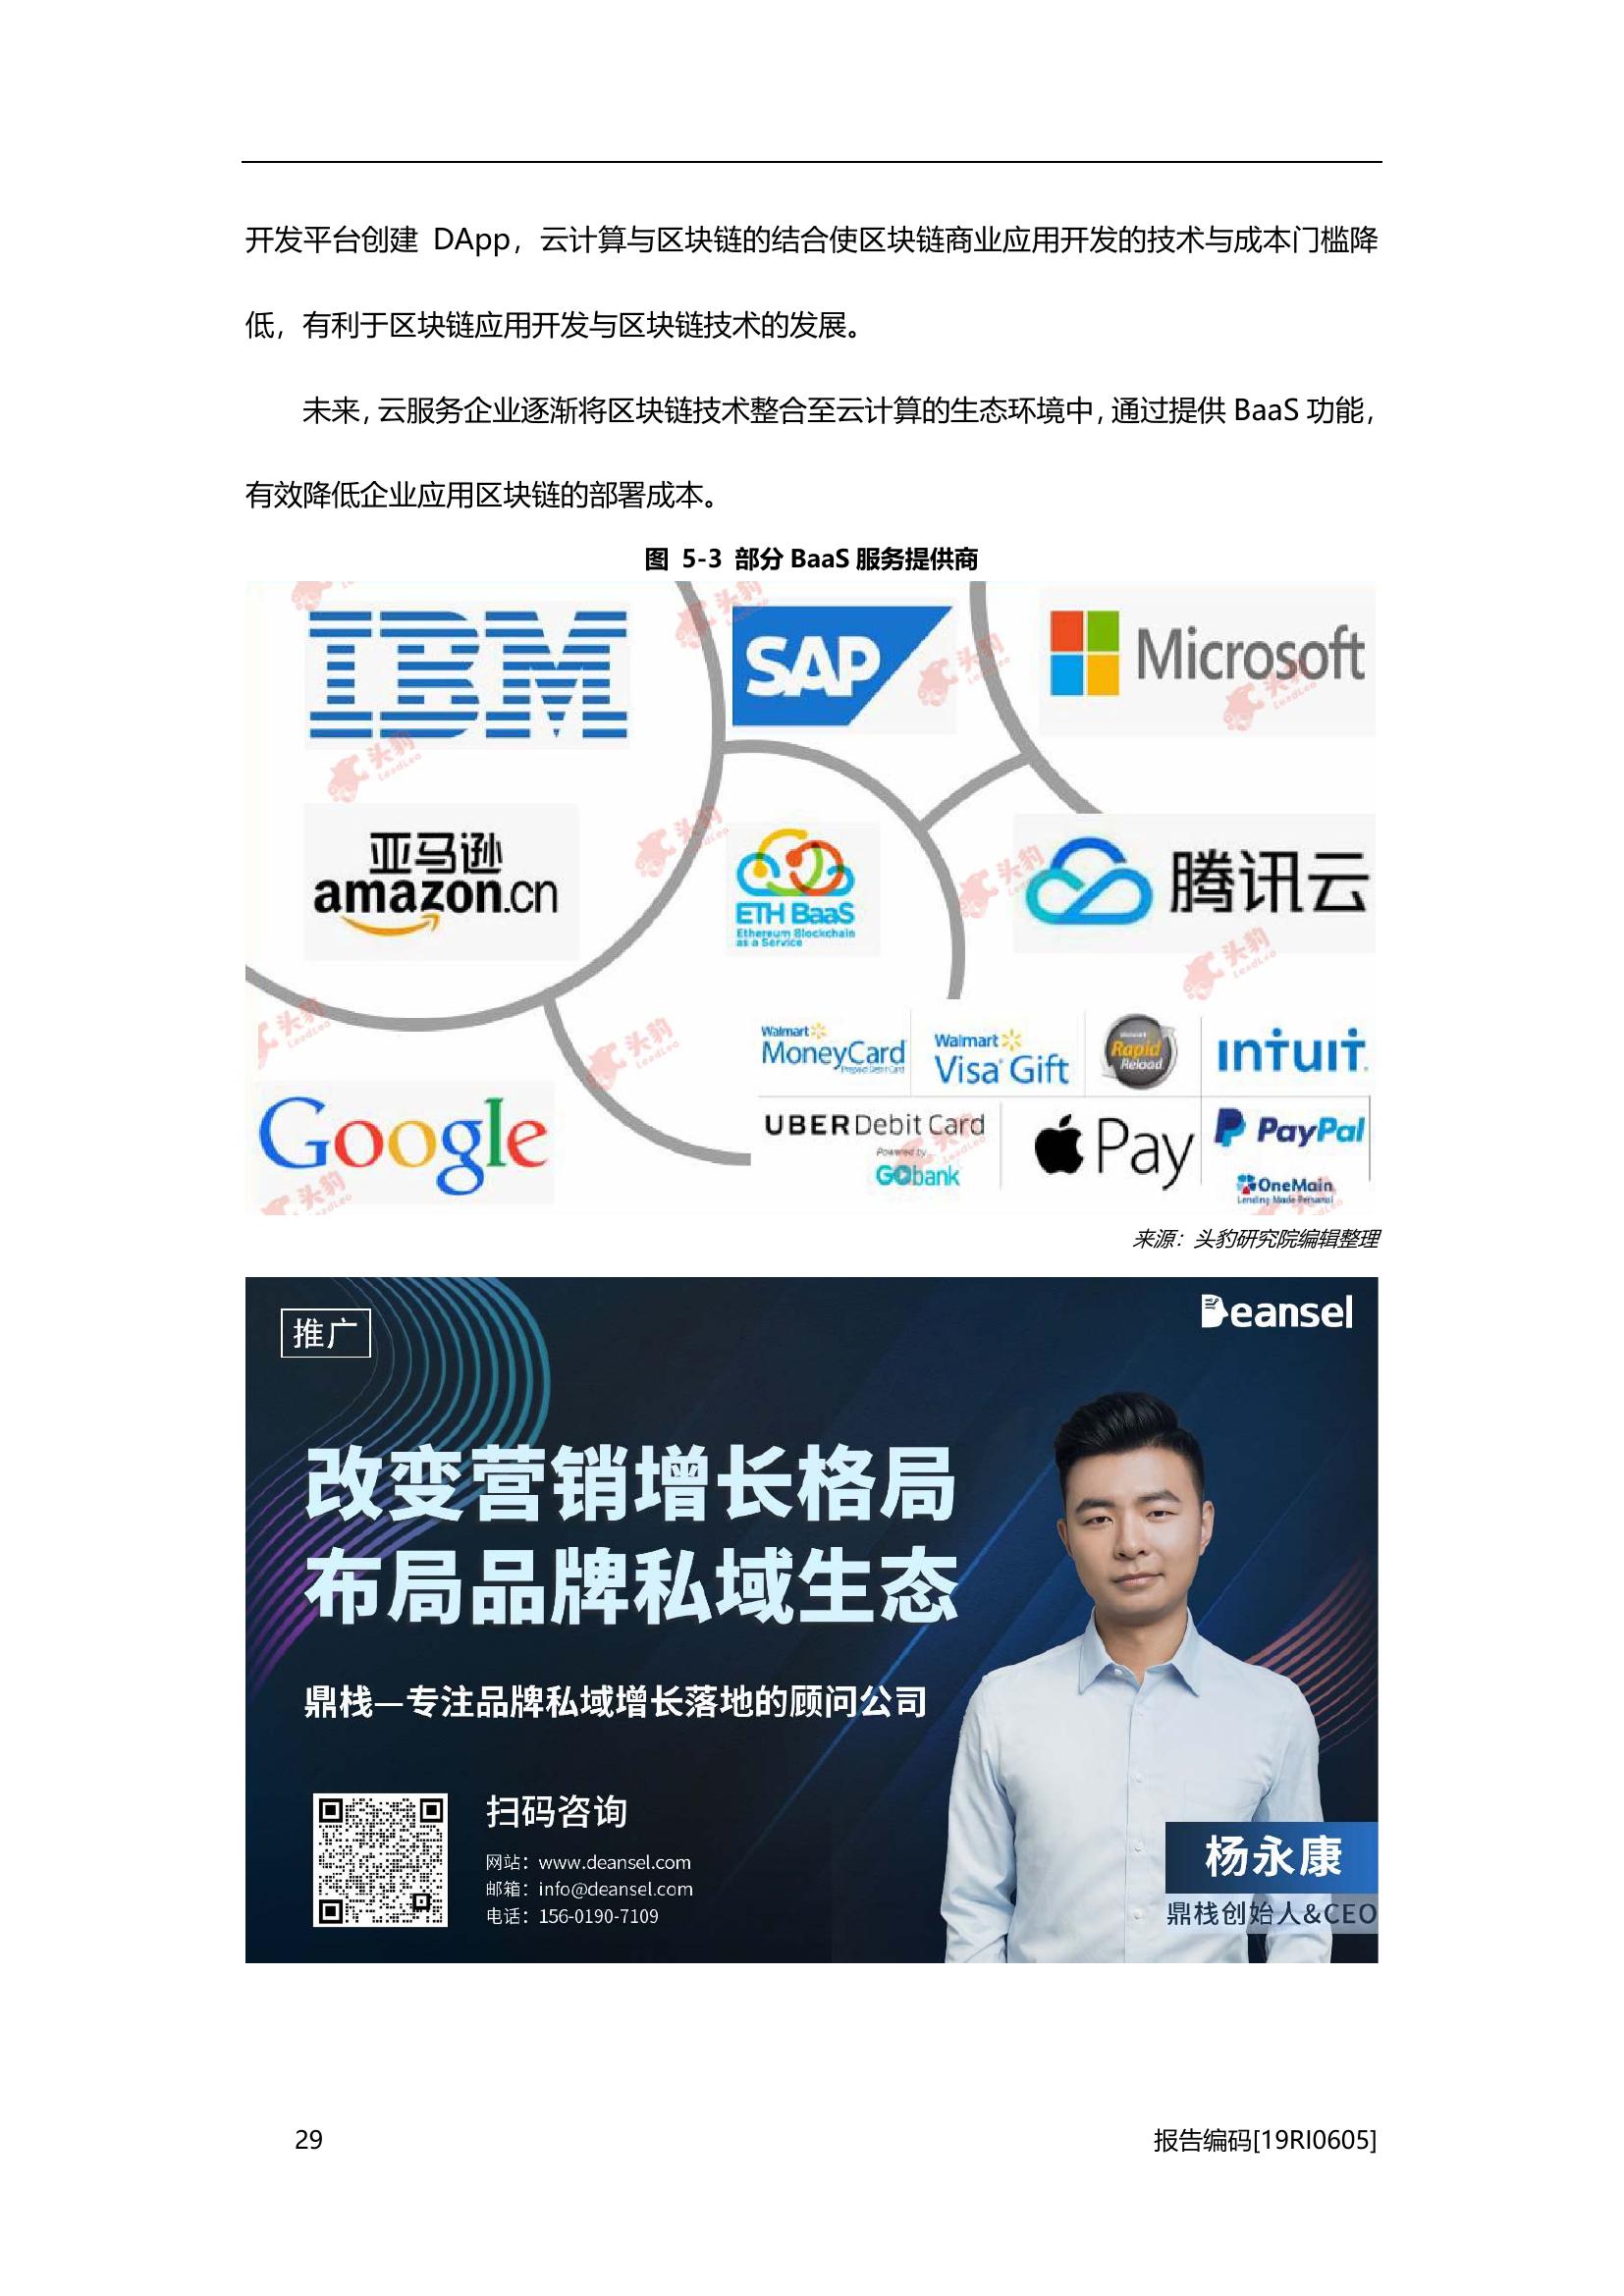 开发平台创建 DApp，云计算与区块链的结合使区块链商业应用开发的技术与成本门槛降
低，有利于区块链应用开发与区块链技术的发展。
未来，云服务企业逐渐将区块链技术整合至云计算的生态环境中，通过提供 BaaS 功能，
有效降低企业应用区块链的部署成本。
图 5-3 部分 BaaS 服务提供商
IBM
SAP
Microsoft
亚马逊
amazon.cn
ETH BaaS
Ethereum Blockchain
as a Service
腾讯云
Google
Walmart
MoneyCard
Prepaid Debit Card
Walmart
Visa Gift
Rapid
Reload
intuit
UBER Debit Card
Powered by
GObank
Pay
PayPal
OneMain
Lending Made Personal
头豹
LeadLeo
来源：头豹研究院编辑整理
推广
Deansel
改变营销增长格局
布局品牌私域生态
鼎栈—专注品牌私域增长落地的顾问公司
扫码咨询
网站：www.deansel.com
邮箱：info@deansel.com
电话：156-0190-7109
杨永康
鼎栈创始人&CEO
29
报告编码[19RI0605]